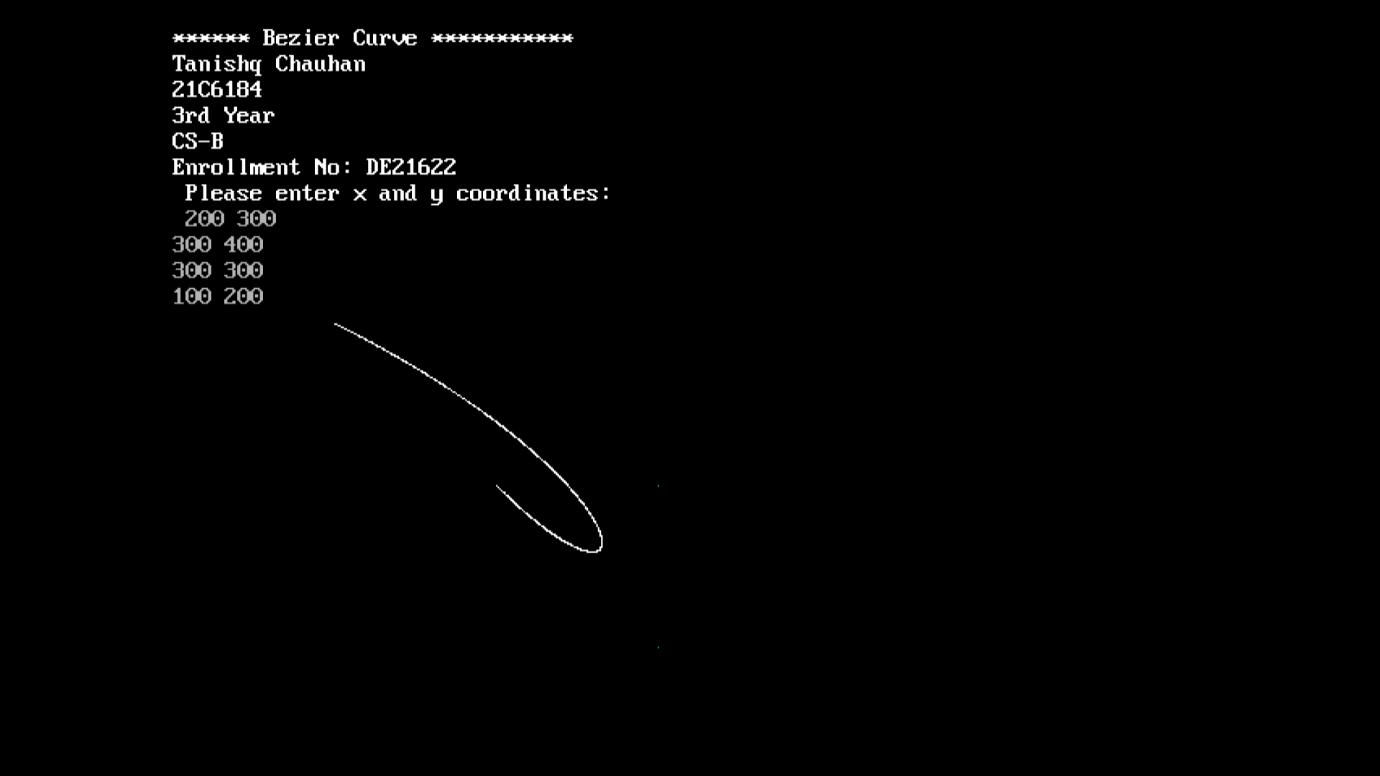 ****** Bezier Curve ***********
Tanishq Chauhan
21C6184
3rd Year
CS-B
Enrollment No: DE21622
Please enter x and y coordinates:
200 300
300 400
300 300
100 200